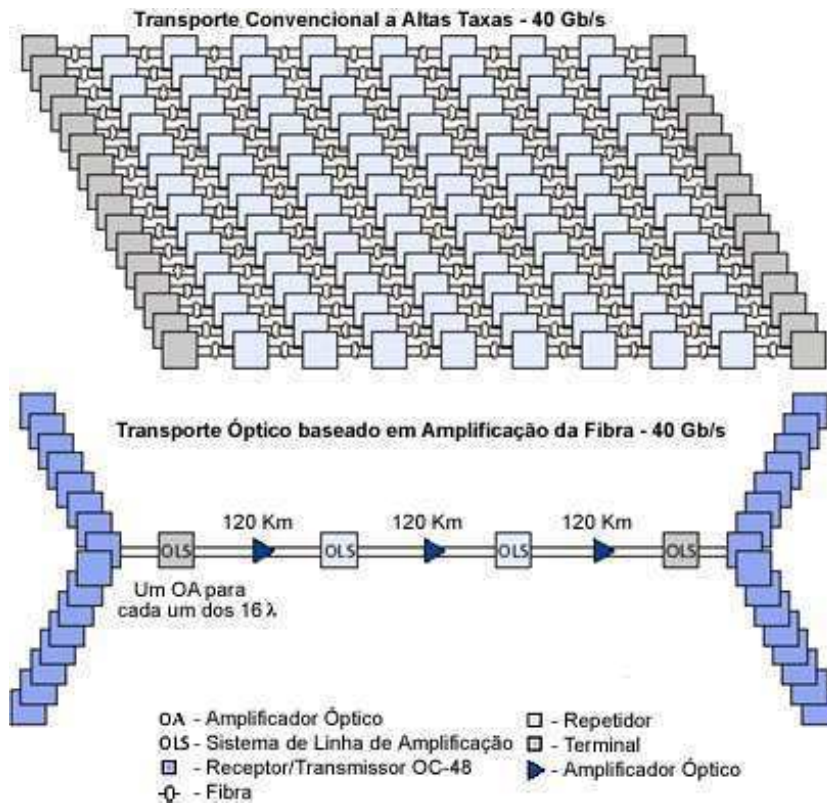 Transporte Convencional a Altas Taxas - 40 Gb/s
Transporte Óptico baseado em Amplificação da Fibra - 40 Gb/s
120 Km 120 Km 120 Km
OLS OLS OLS OLS
Um OA para
cada um dos 16 λ
OA - Amplificador Óptico
OLS - Sistema de Linha de Amplificação
- Receptor/Transmissor OC-48
- Fibra
- Repetidor
- Terminal
- Amplificador Óptico